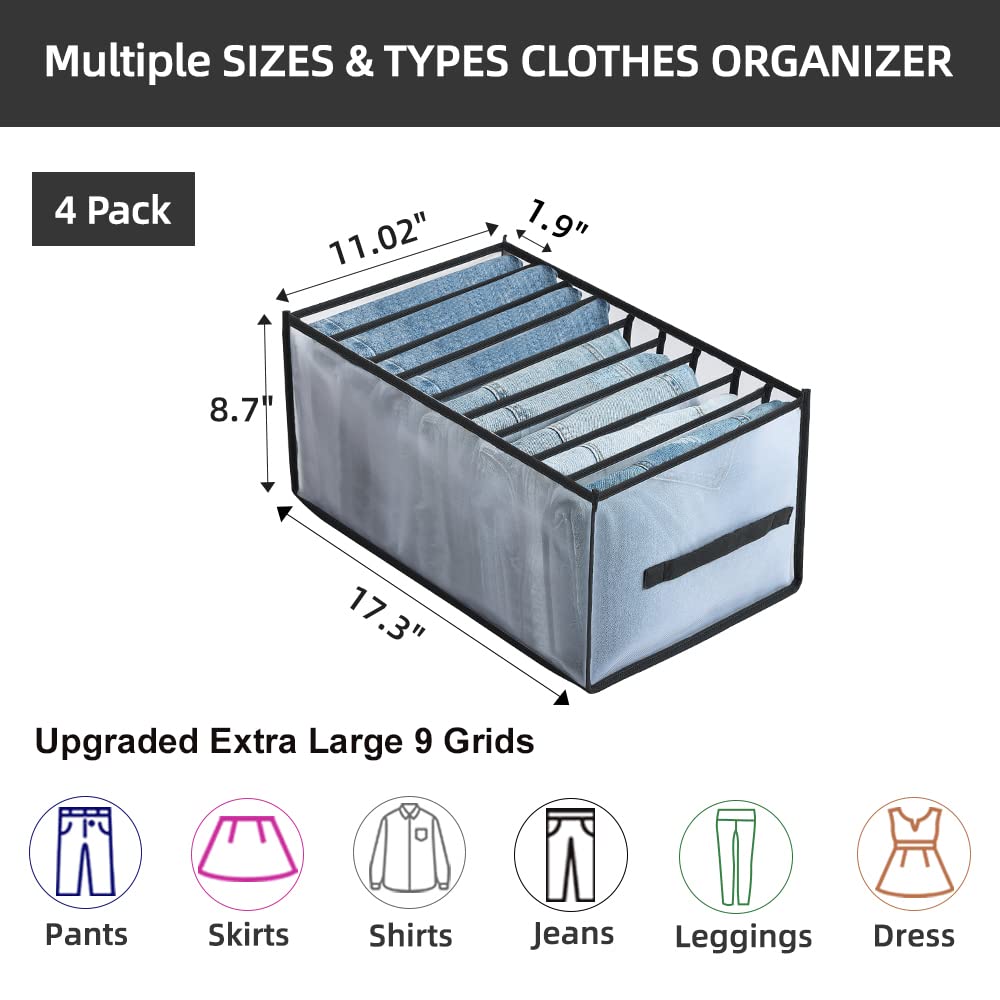 Multiple SIZES & TYPES CLOTHES ORGANIZER
4 Pack
11.02"
1.9"
8.7"
17.3"
Upgraded Extra Large 9 Grids
Pants
Skirts
Shirts
Jeans
Leggings
Dress